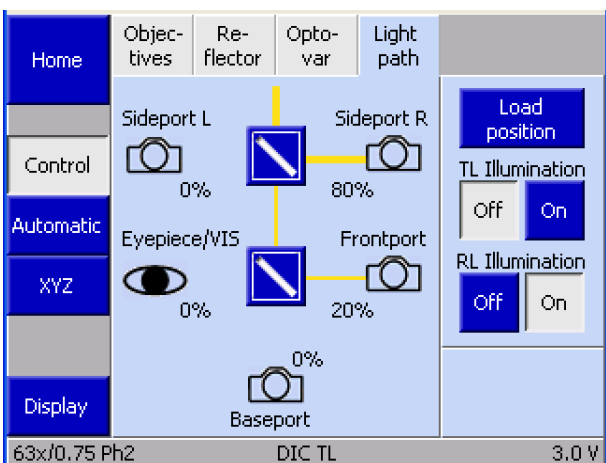 Home
Control
Automatic
XYZ
Display
Objec-
tives
Re-
flector
Opto-
var
Light
path
Sideport L
0%
Sideport R
80%
Eyepiece/VIS
0%
Frontport
20%
0%
Baseport
Load
position
TL Illumination
Off On
RL Illumination
Off On
63x/0.75 Ph2 DIC TL 3.0 V